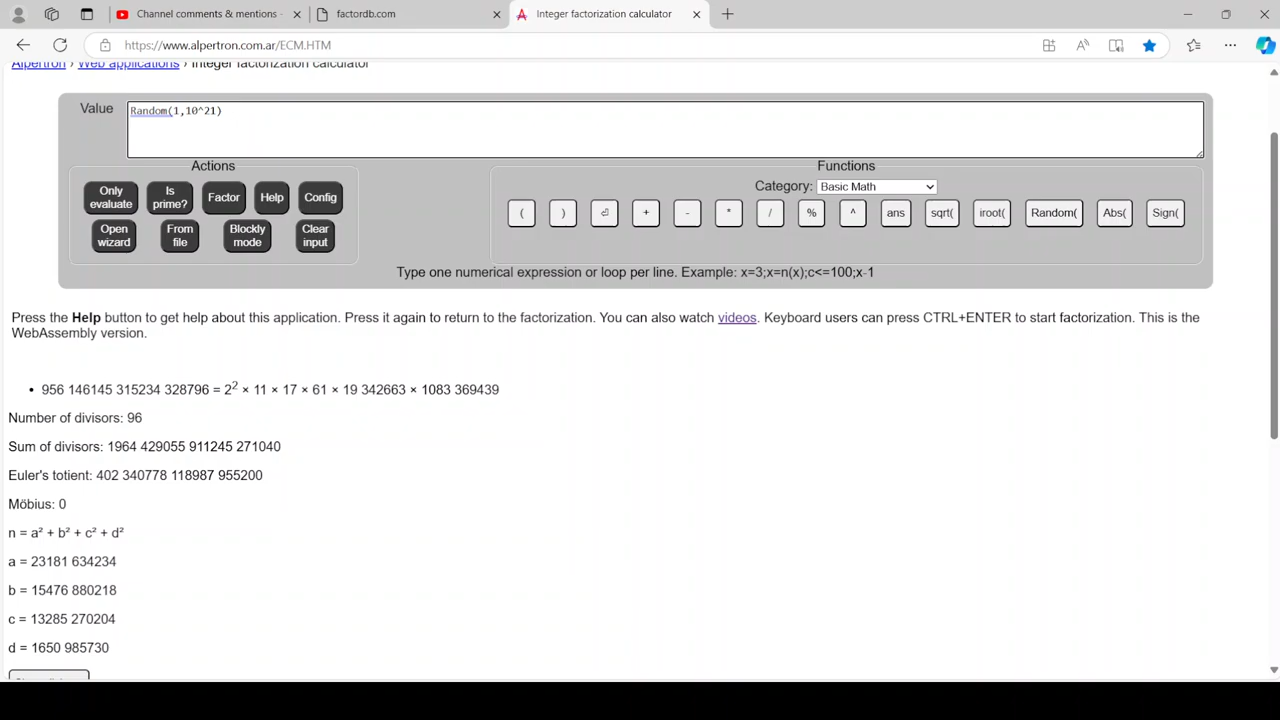 Channel comments & mentions -
factordb.com
Integer factorization calculator
https://www.alpertron.com.ar/ECM.HTM
Alpertron › Web applications › Integer factorization calculator
Value
Random(1,10^21)
Actions
Functions
Only evaluate
Is prime?
Factor
Help
Config
Open wizard
From file
Blockly mode
Clear input
Category: Basic Math
( ) ⏎ + - * / % ^ ans sqrt( iroot( Random( Abs( Sign(
Type one numerical expression or loop per line. Example: x=3;x=n(x);c<=100;x-1
Press the Help button to get help about this application. Press it again to return to the factorization. You can also watch videos. Keyboard users can press CTRL+ENTER to start factorization. This is the
WebAssembly version.
• 956 146145 315234 328796 = 2² × 11 × 17 × 61 × 19 342663 × 1083 369439
Number of divisors: 96
Sum of divisors: 1964 429055 911245 271040
Euler's totient: 402 340778 118987 955200
Möbius: 0
n = a² + b² + c² + d²
a = 23181 634234
b = 15476 880218
c = 13285 270204
d = 1650 985730